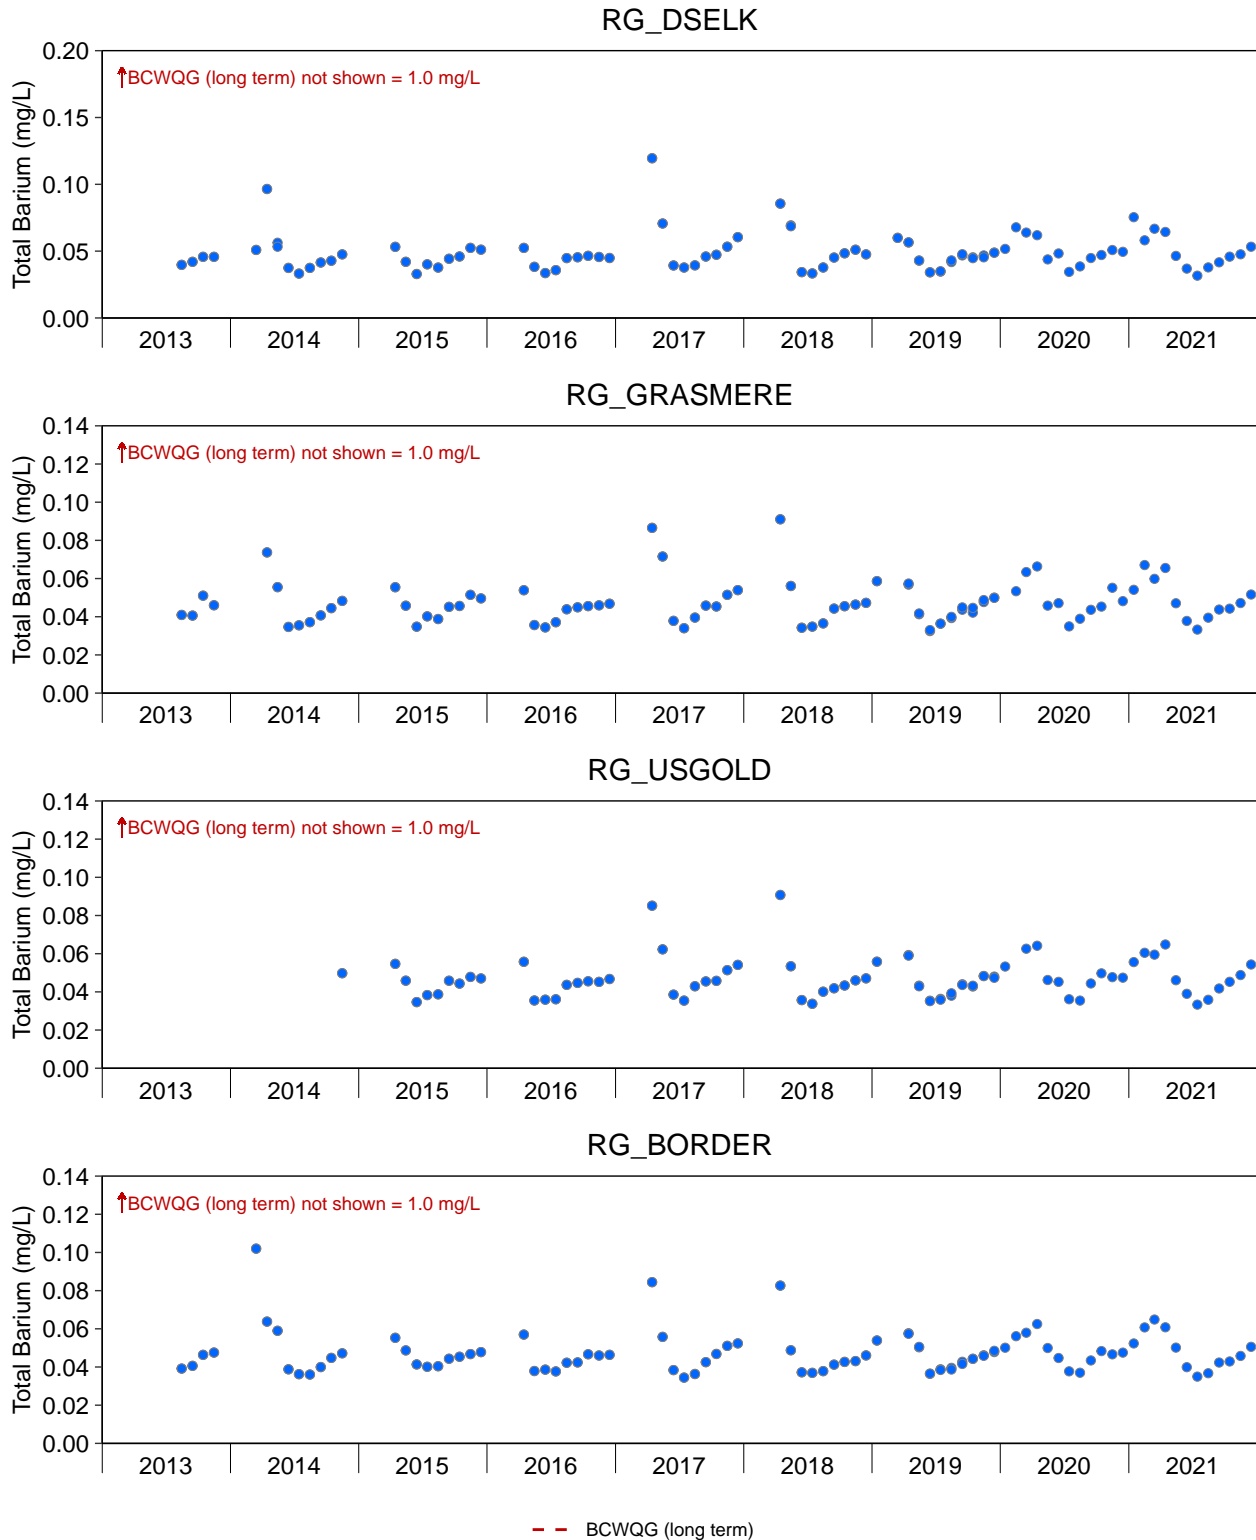 RG_DSELK
Total Barium (mg/L)
0.20
0.15
0.10
0.05
0.00
BCWQG (long term) not shown = 1.0 mg/L
2013 2014 2015 2016 2017 2018 2019 2020 2021
RG_GRASMERE
Total Barium (mg/L)
0.14
0.12
0.10
0.08
0.06
0.04
0.02
0.00
BCWQG (long term) not shown = 1.0 mg/L
2013 2014 2015 2016 2017 2018 2019 2020 2021
RG_USGOLD
Total Barium (mg/L)
0.14
0.12
0.10
0.08
0.06
0.04
0.02
0.00
BCWQG (long term) not shown = 1.0 mg/L
2013 2014 2015 2016 2017 2018 2019 2020 2021
RG_BORDER
Total Barium (mg/L)
0.14
0.12
0.10
0.08
0.06
0.04
0.02
0.00
BCWQG (long term) not shown = 1.0 mg/L
2013 2014 2015 2016 2017 2018 2019 2020 2021
BCWQG (long term)